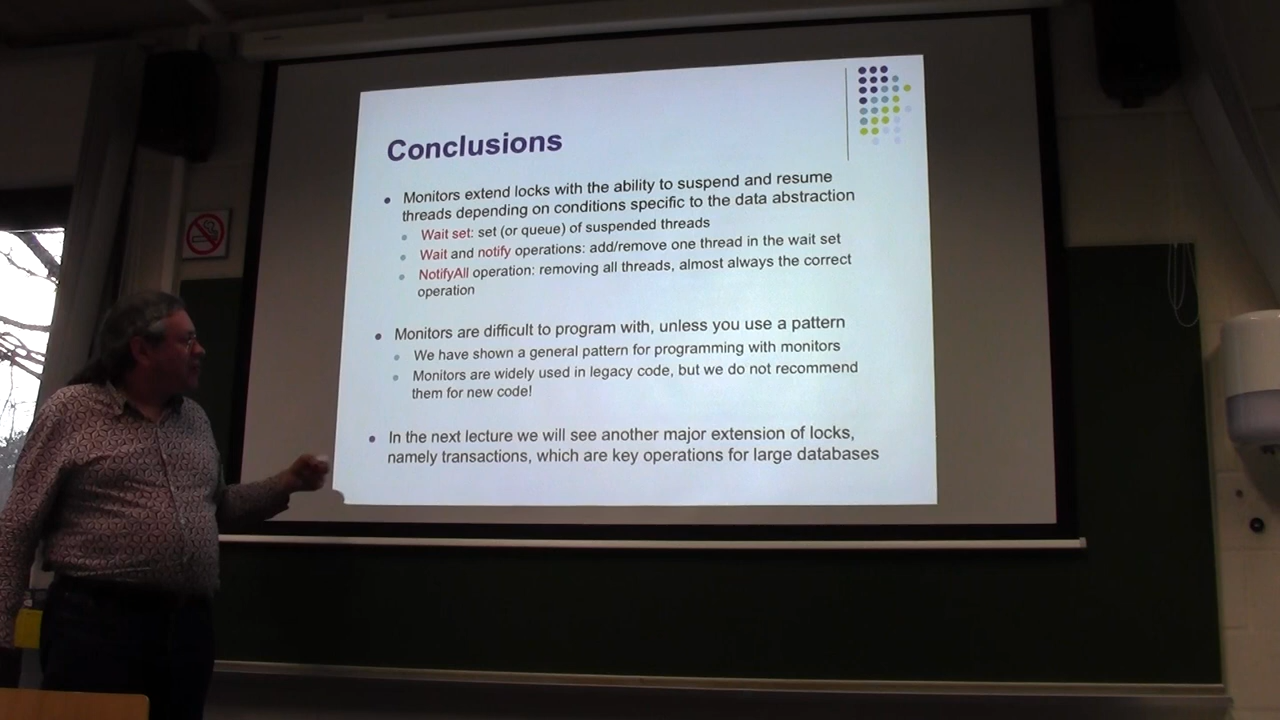 Conclusions
Monitors extend locks with the ability to suspend and resume
threads depending on conditions specific to the data abstraction
Wait set: set (or queue) of suspended threads
Wait and notify operations: add/remove one thread in the wait set
NotifyAll operation: removing all threads, almost always the correct
operation
Monitors are difficult to program with, unless you use a pattern
We have shown a general pattern for programming with monitors
Monitors are widely used in legacy code, but we do not recommend
them for new code!
In the next lecture we will see another major extension of locks,
namely transactions, which are key operations for large databases